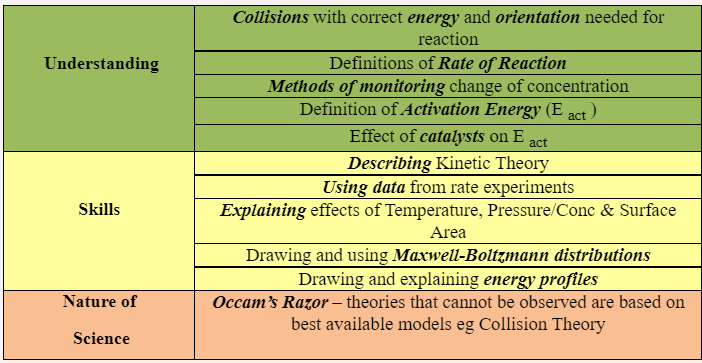 Understanding
Collisions with correct energy and orientation needed for
reaction
Definitions of Rate of Reaction
Methods of monitoring change of concentration
Definition of Activation Energy (E act )
Effect of catalysts on E act
Skills
Describing Kinetic Theory
Using data from rate experiments
Explaining effects of Temperature, Pressure/Conc & Surface
Area
Drawing and using Maxwell-Boltzmann distributions
Drawing and explaining energy profiles
Nature of
Science
Occam's Razor – theories that cannot be observed are based on
best available models eg Collision Theory